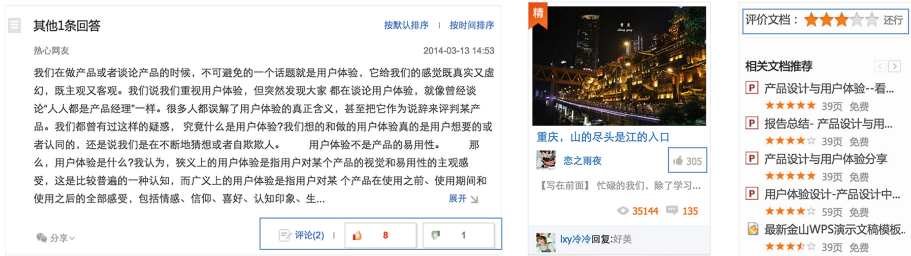 其他1条回答
按默认排序 | 按时间排序
热心网友
2014-03-13 14:53
我们在做产品或者谈论产品的时候，不可避免的一个话题就是用户体验，它给我们的感觉既真实又虚
幻，既主观又客观。我们说我们重视用户体验，但突然发现大家 都在谈论用户体验，就像曾经谈
论“人人都是产品经理”一样。很多人都误解了用户体验的真正含义，甚至把它作为说辞来评判某产
品。我们都曾有过这样的疑惑， 究竟什么是用户体验?我们想的和做的用户体验真的是用户想要的或
者认同的，还是说我们是在不断地猜想或者自欺欺人。 用户体验不是产品的易用性。 那
么，用户体验是什么?我认为，狭义上的用户体验是指用户对某个产品的视觉和易用性的主观感
受，这是比较普遍的一种认知，而广义上的用户体验是指用户对某 个产品在使用之前、使用期间和
使用之后的全部感受，包括情感、信仰、喜好、认知印象、生...
展开
分享
评论(2) | 8 1
精
重庆，山的尽头是江的入口
恋之雨夜
305
【写在前面】 忙碌的我们，除了学习...
35144 135
lxy冷冷回复:好美
评价文档：
还行
相关文档推荐
产品设计与用户体验--看...
39页 免费
报告总结- 产品设计与用...
39页 免费
产品设计与用户体验分享
39页 免费
用户体验设计-产品设计中...
59页 免费
最新金山WPS演示文稿模板..
39页 免费